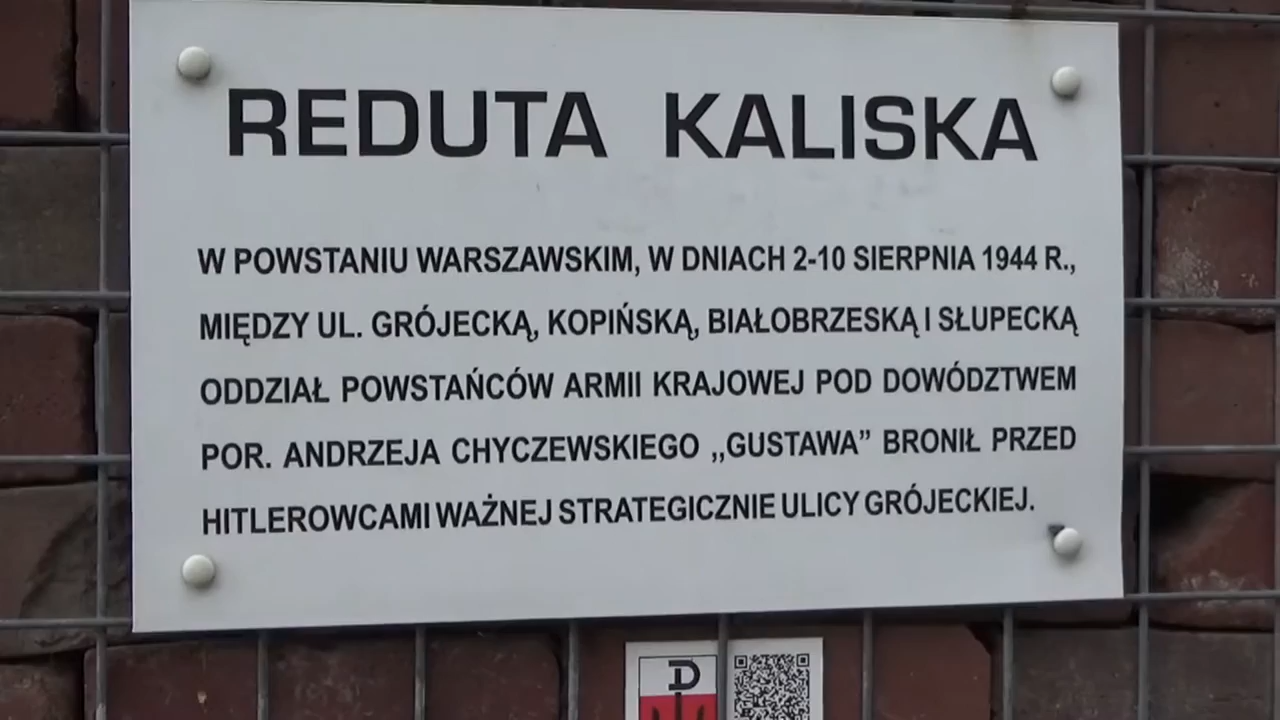 REDUTA KALISKA
W POWSTANIU WARSZAWSKIM, W DNIACH 2-10 SIERPNIA 1944 R.,
MIĘDZY UL. GRÓJECKĄ, KOPIŃSKĄ, BIAŁOBRZESKĄ I SŁUPECKĄ
ODDZIAŁ POWSTAŃCÓW ARMII KRAJOWEJ POD DOWÓDZTWEM
POR. ANDRZEJA CHYCZEWSKIEGO ,,GUSTAWA” BRONIŁ PRZED
HITLEROWCAMI WAŻNEJ STRATEGICZNIE ULICY GRÓJECKIEJ.